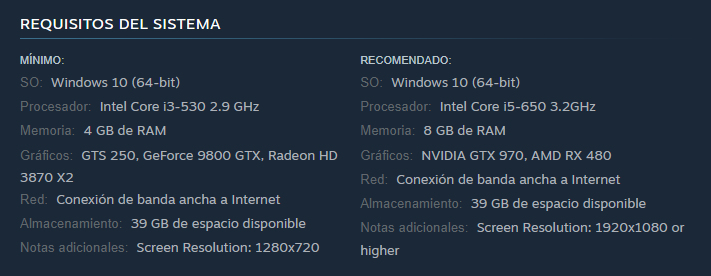 REQUISITOS DEL SISTEMA
MÍNIMO:
SO: Windows 10 (64-bit)
Procesador: Intel Core i3-530 2.9 GHz
Memoria: 4 GB de RAM
Gráficos: GTS 250, GeForce 9800 GTX, Radeon HD
3870 X2
Red: Conexión de banda ancha a Internet
Almacenamiento: 39 GB de espacio disponible
Notas adicionales: Screen Resolution: 1280x720
RECOMENDADO:
SO: Windows 10 (64-bit)
Procesador: Intel Core i5-650 3.2GHz
Memoria: 8 GB de RAM
Gráficos: NVIDIA GTX 970, AMD RX 480
Red: Conexión de banda ancha a Internet
Almacenamiento: 39 GB de espacio disponible
Notas adicionales: Screen Resolution: 1920x1080 or
higher